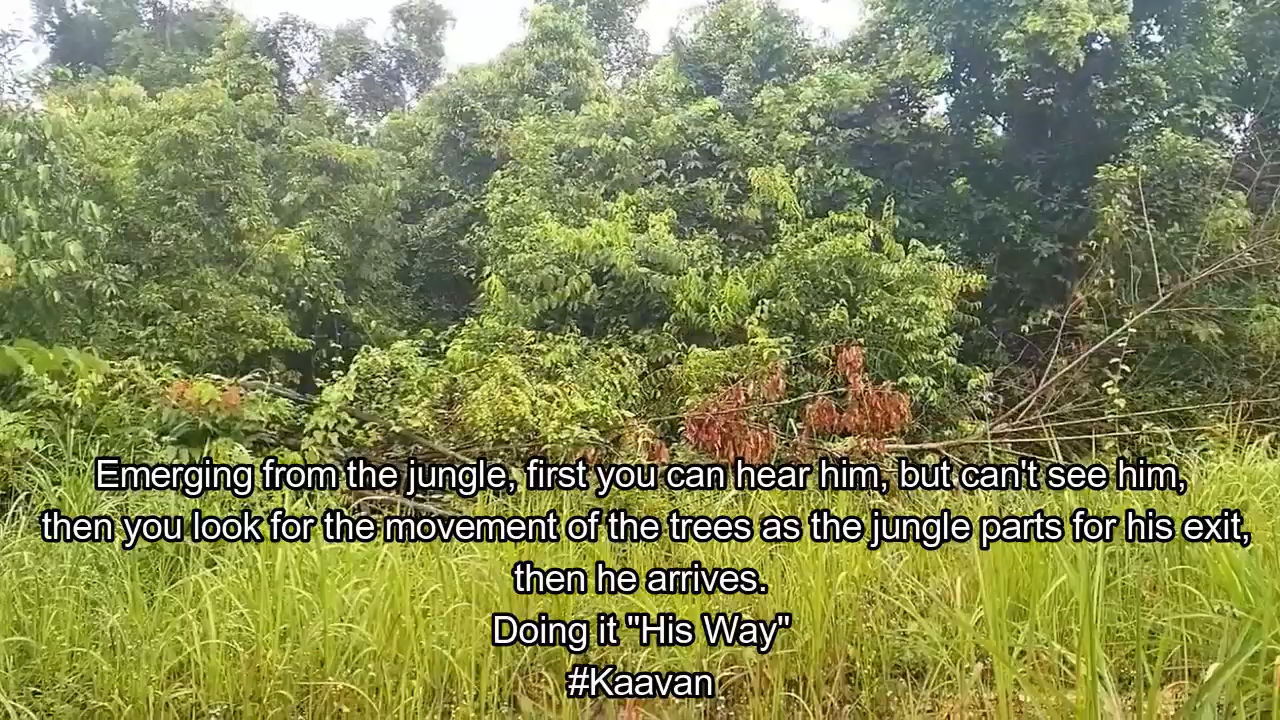 Emerging from the jungle, first you can hear him, but can't see him,
then you look for the movement of the trees as the jungle parts for his exit,
then he arrives.
Doing it "His Way"
#Kaavan